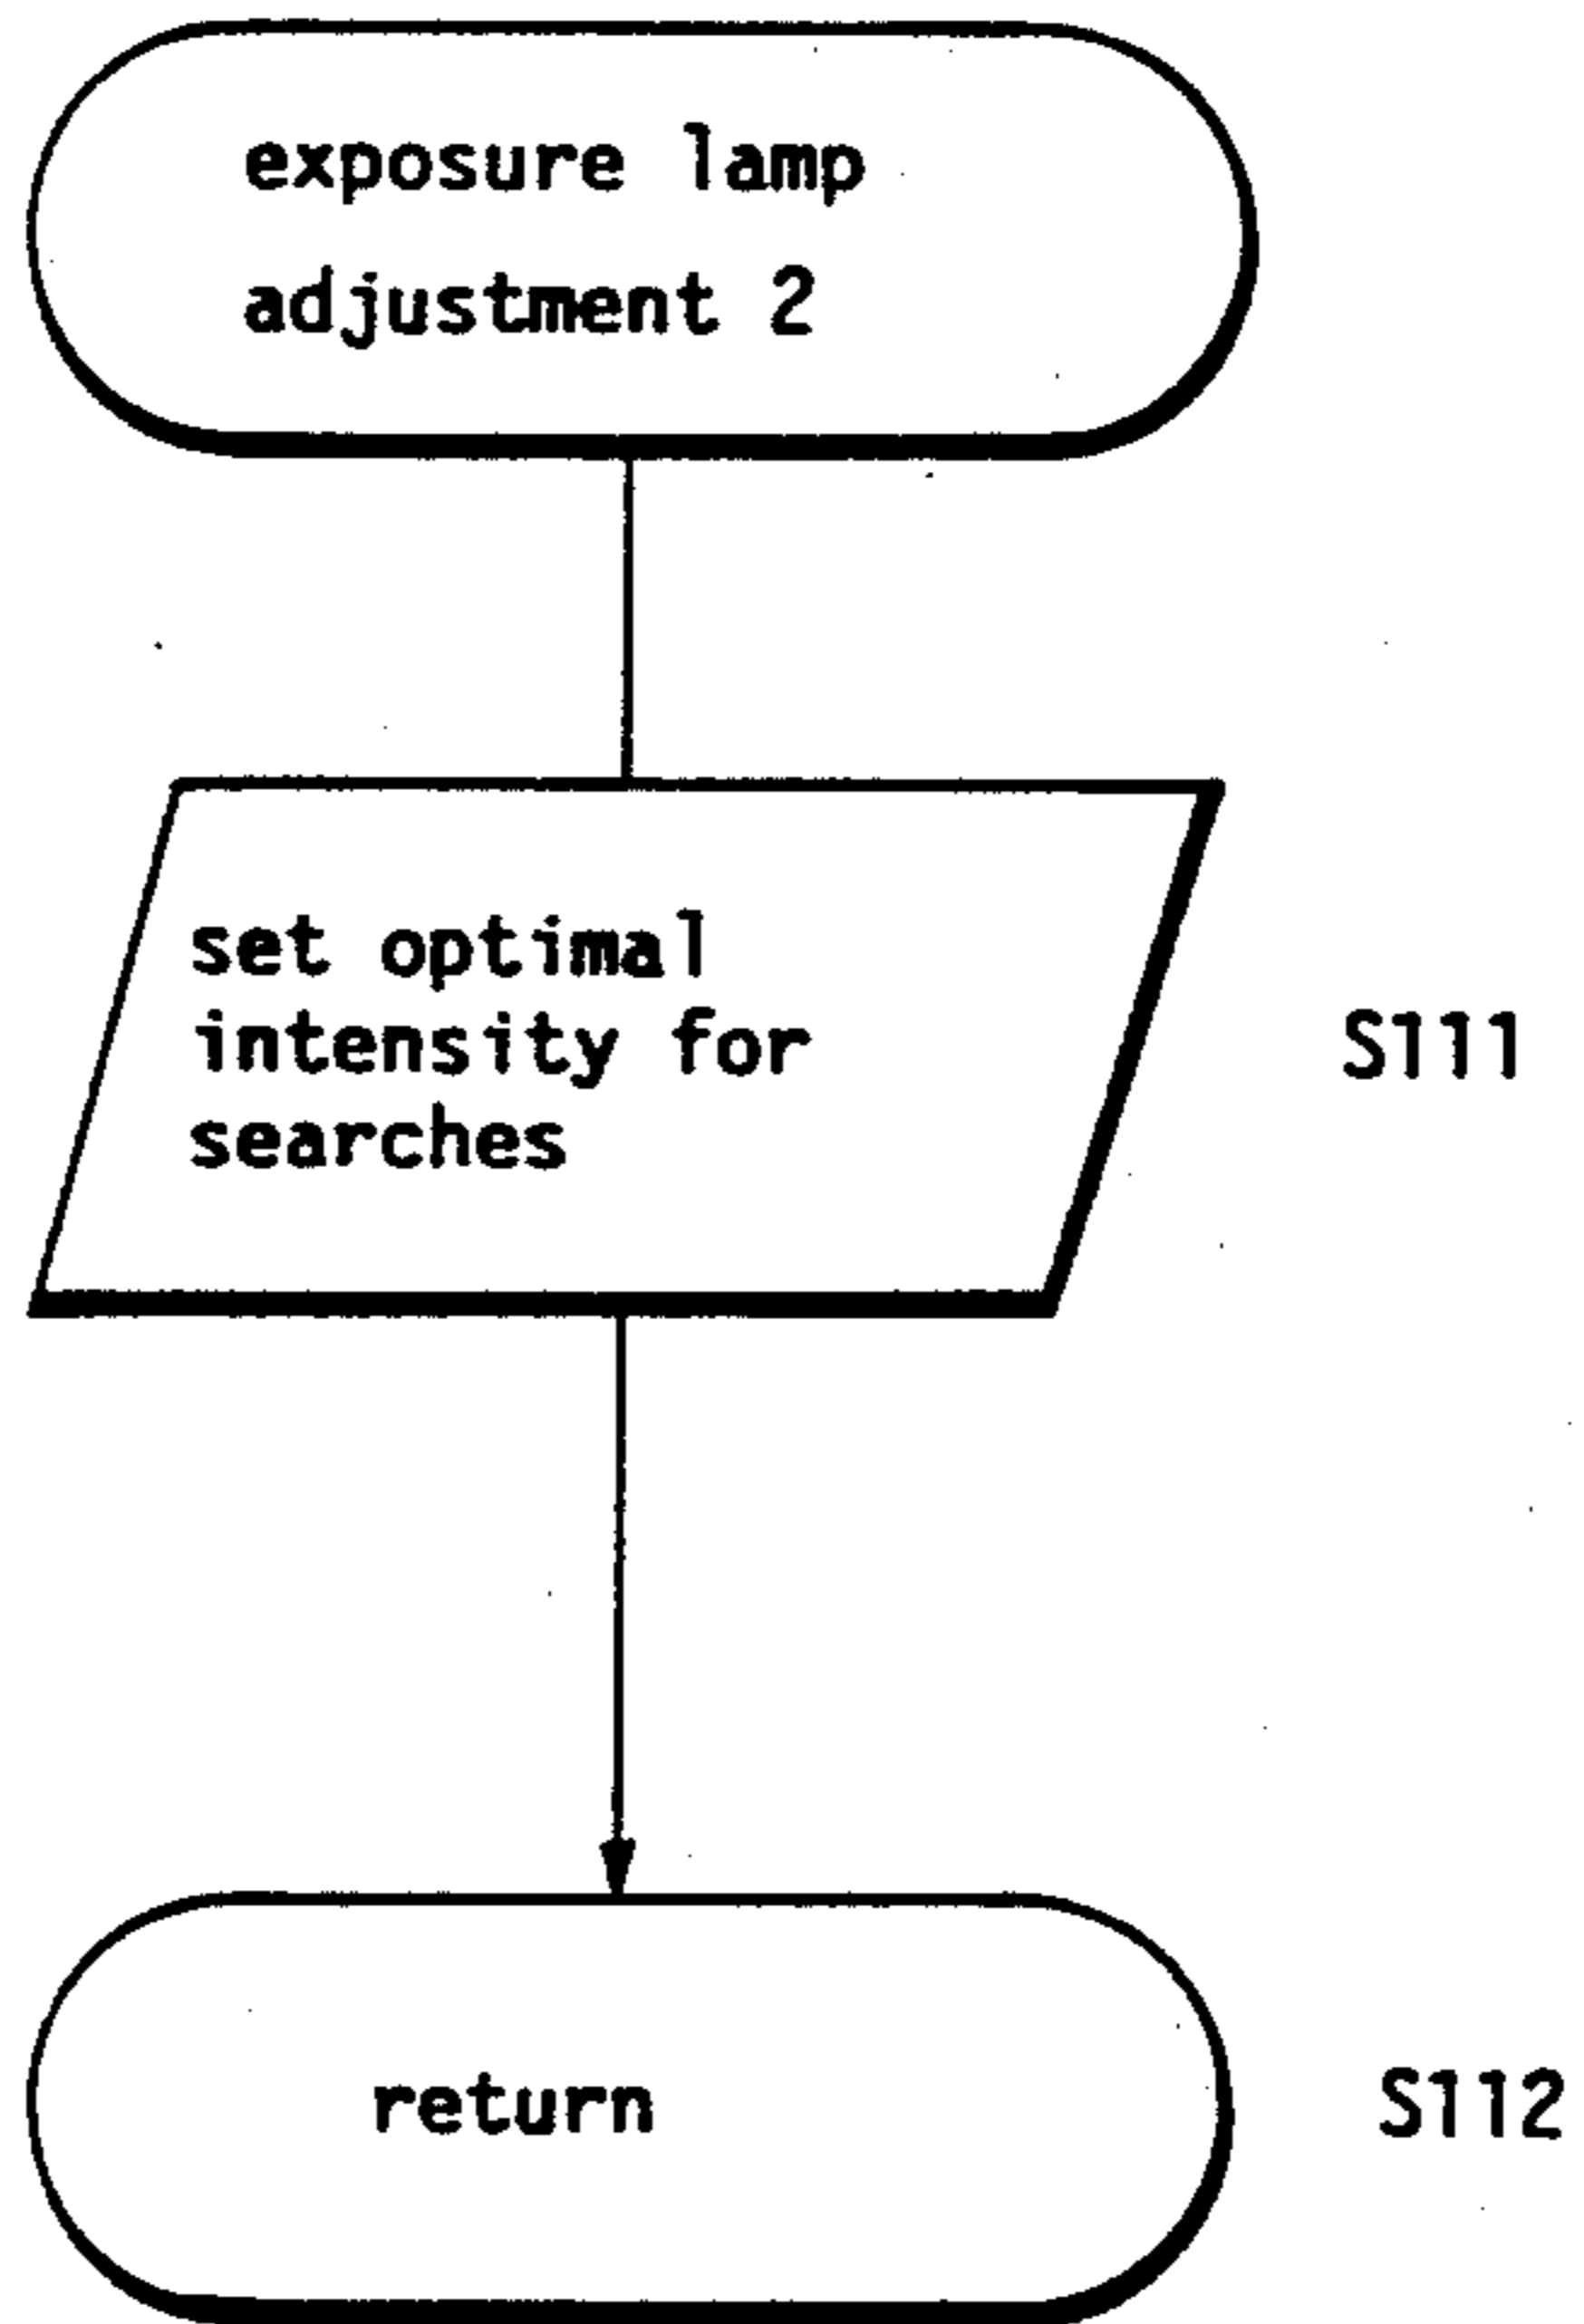 exposure lamp
adjustment 2
set optimal
intensity for
searches
S111
return
S112